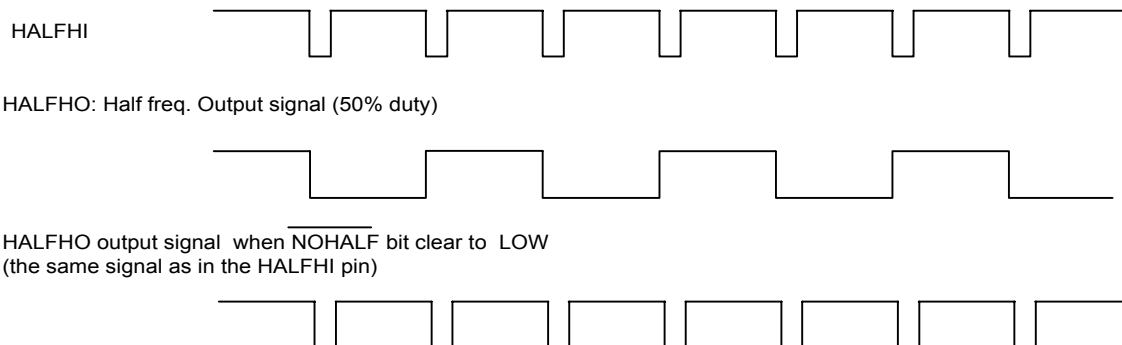 HALFHI
HALFHO: Half freq. Output signal (50% duty)
HALFHO output signal when NOHALF bit clear to LOW
(the same signal as in the HALFHI pin)